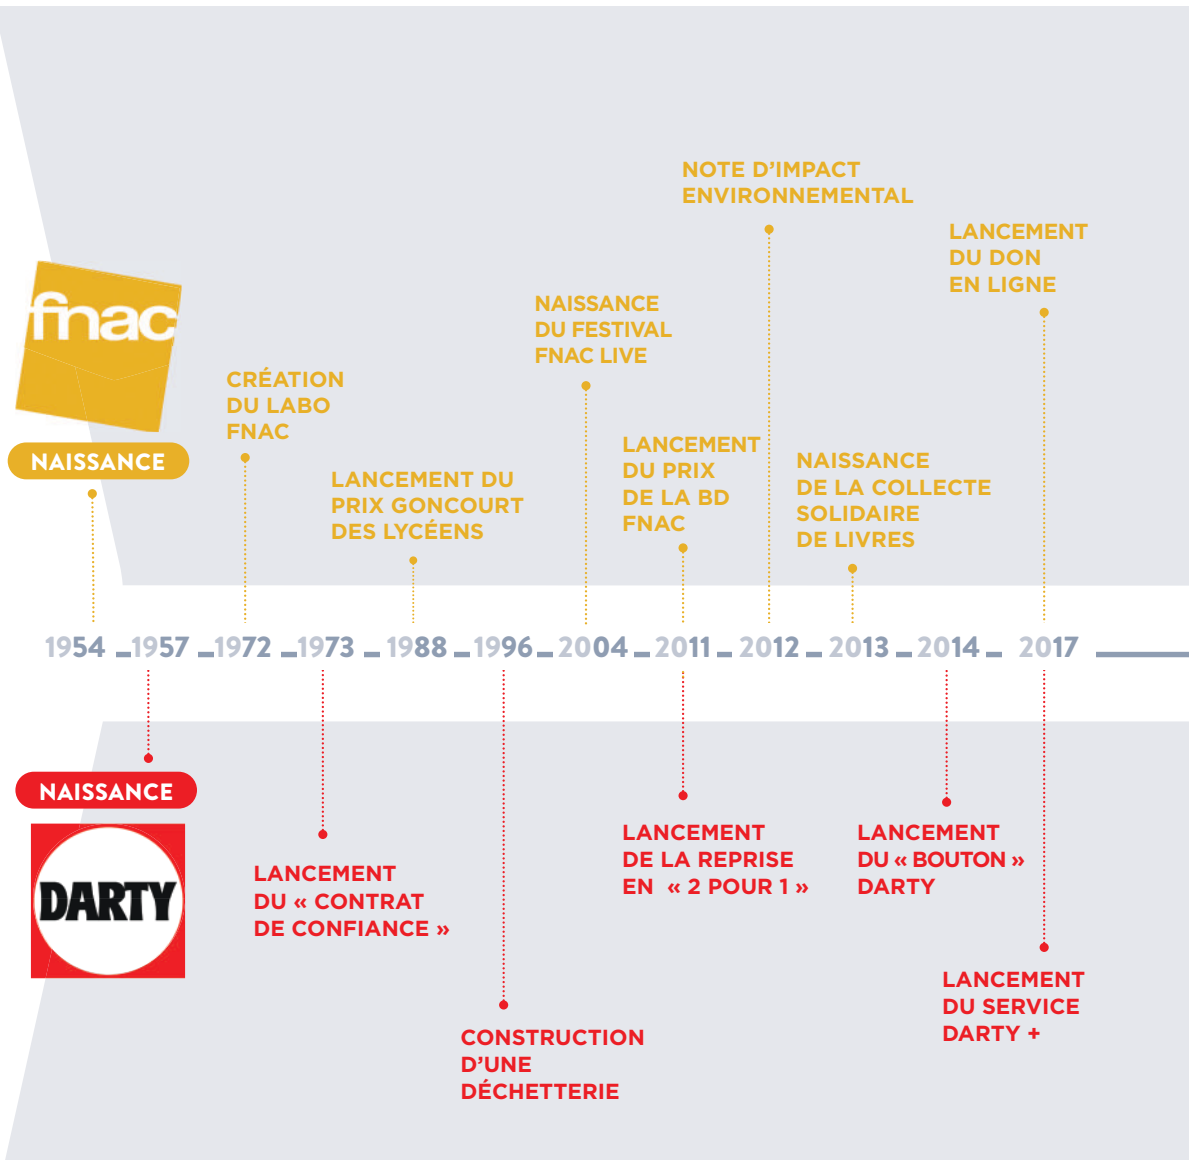 NOTE D’IMPACT
ENVIRONNEMENTAL
LANCEMENT
DU DON
EN LIGNE
fnac
NAISSANCE
DU FESTIVAL
FNAC LIVE
CRÉATION
DU LABO
FNAC
NAISSANCE
LANCEMENT DU
PRIX GONCOURT
DES LYCÉENS
LANCEMENT
DU PRIX
DE LA BD
FNAC
NAISSANCE
DE LA COLLECTE
SOLIDAIRE
DE LIVRES
1954 1957 1972 1973 1988 1996 2004 2011 2012 2013 2014 2017
NAISSANCE
DARTY
LANCEMENT
DU « CONTRAT
DE CONFIANCE »
CONSTRUCTION
D’UNE
DÉCHETTERIE
LANCEMENT
DE LA REPRISE
EN « 2 POUR 1 »
LANCEMENT
DU « BOUTON »
DARTY
LANCEMENT
DU SERVICE
DARTY +